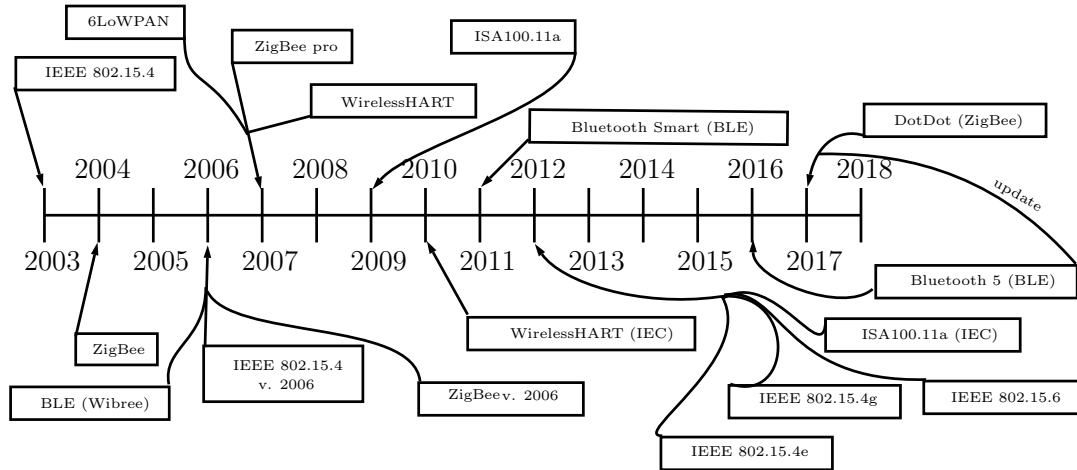 6LoWPAN
ZigBee pro
ISA100.11a
IEEE 802.15.4
WirelessHART
Bluetooth Smart (BLE)
DotDot (ZigBee)
2004 2006 2008 2010 2012 2014 2016 2018
update
2003 2005 2007 2009 2011 2013 2015 2017
Bluetooth 5 (BLE)
WirelessHART (IEC)
ISA100.11a (IEC)
ZigBee
IEEE 802.15.4
v. 2006
BLE (Wibree)
ZigBee v. 2006
IEEE 802.15.4g
IEEE 802.15.6
IEEE 802.15.4e